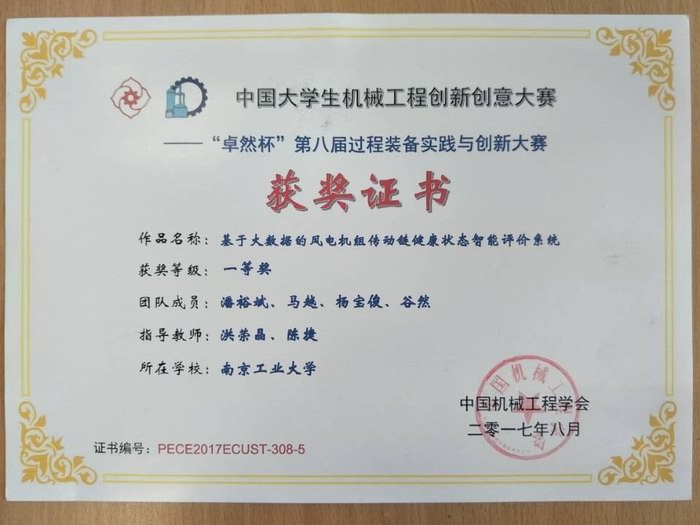 中国大学生机械工程创新创意大赛
——“卓然杯”第八届过程装备实践与创新大赛
获奖证书
作品名称：基于大数据的风电机组传动链健康状态智能评价系统
获奖等级：一等奖
团队成员：潘裕斌、马越、杨宝俊、谷然
指导教师：洪荣晶、陈捷
所在学校：南京工业大学
中国机械工程学会
二零一七年八月
证书编号：PECE2017ECUST-308-5